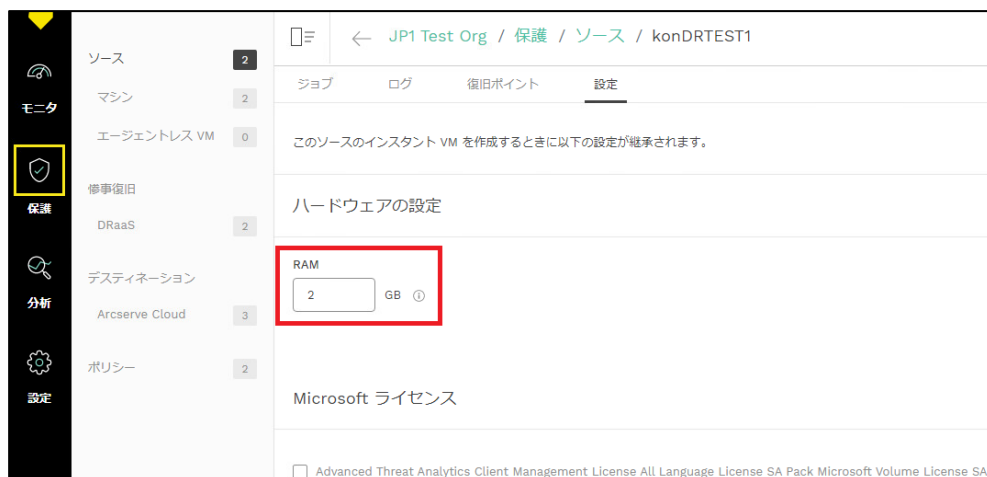 モニタ
保護
分析
設定
ソース 2
マシン 2
エージェントレス VM 0
惨事復旧
DRaaS 2
デスティネーション
Arcserve Cloud 3
ポリシー 2
← JP1 Test Org / 保護 / ソース / konDRTEST1
ジョブ ログ 復旧ポイント 設定
このソースのインスタント VM を作成するときに以下の設定が継承されます。
ハードウェアの設定
RAM
2 GB
Microsoft ライセンス
Advanced Threat Analytics Client Management License All Language License SA Pack Microsoft Volume License SA